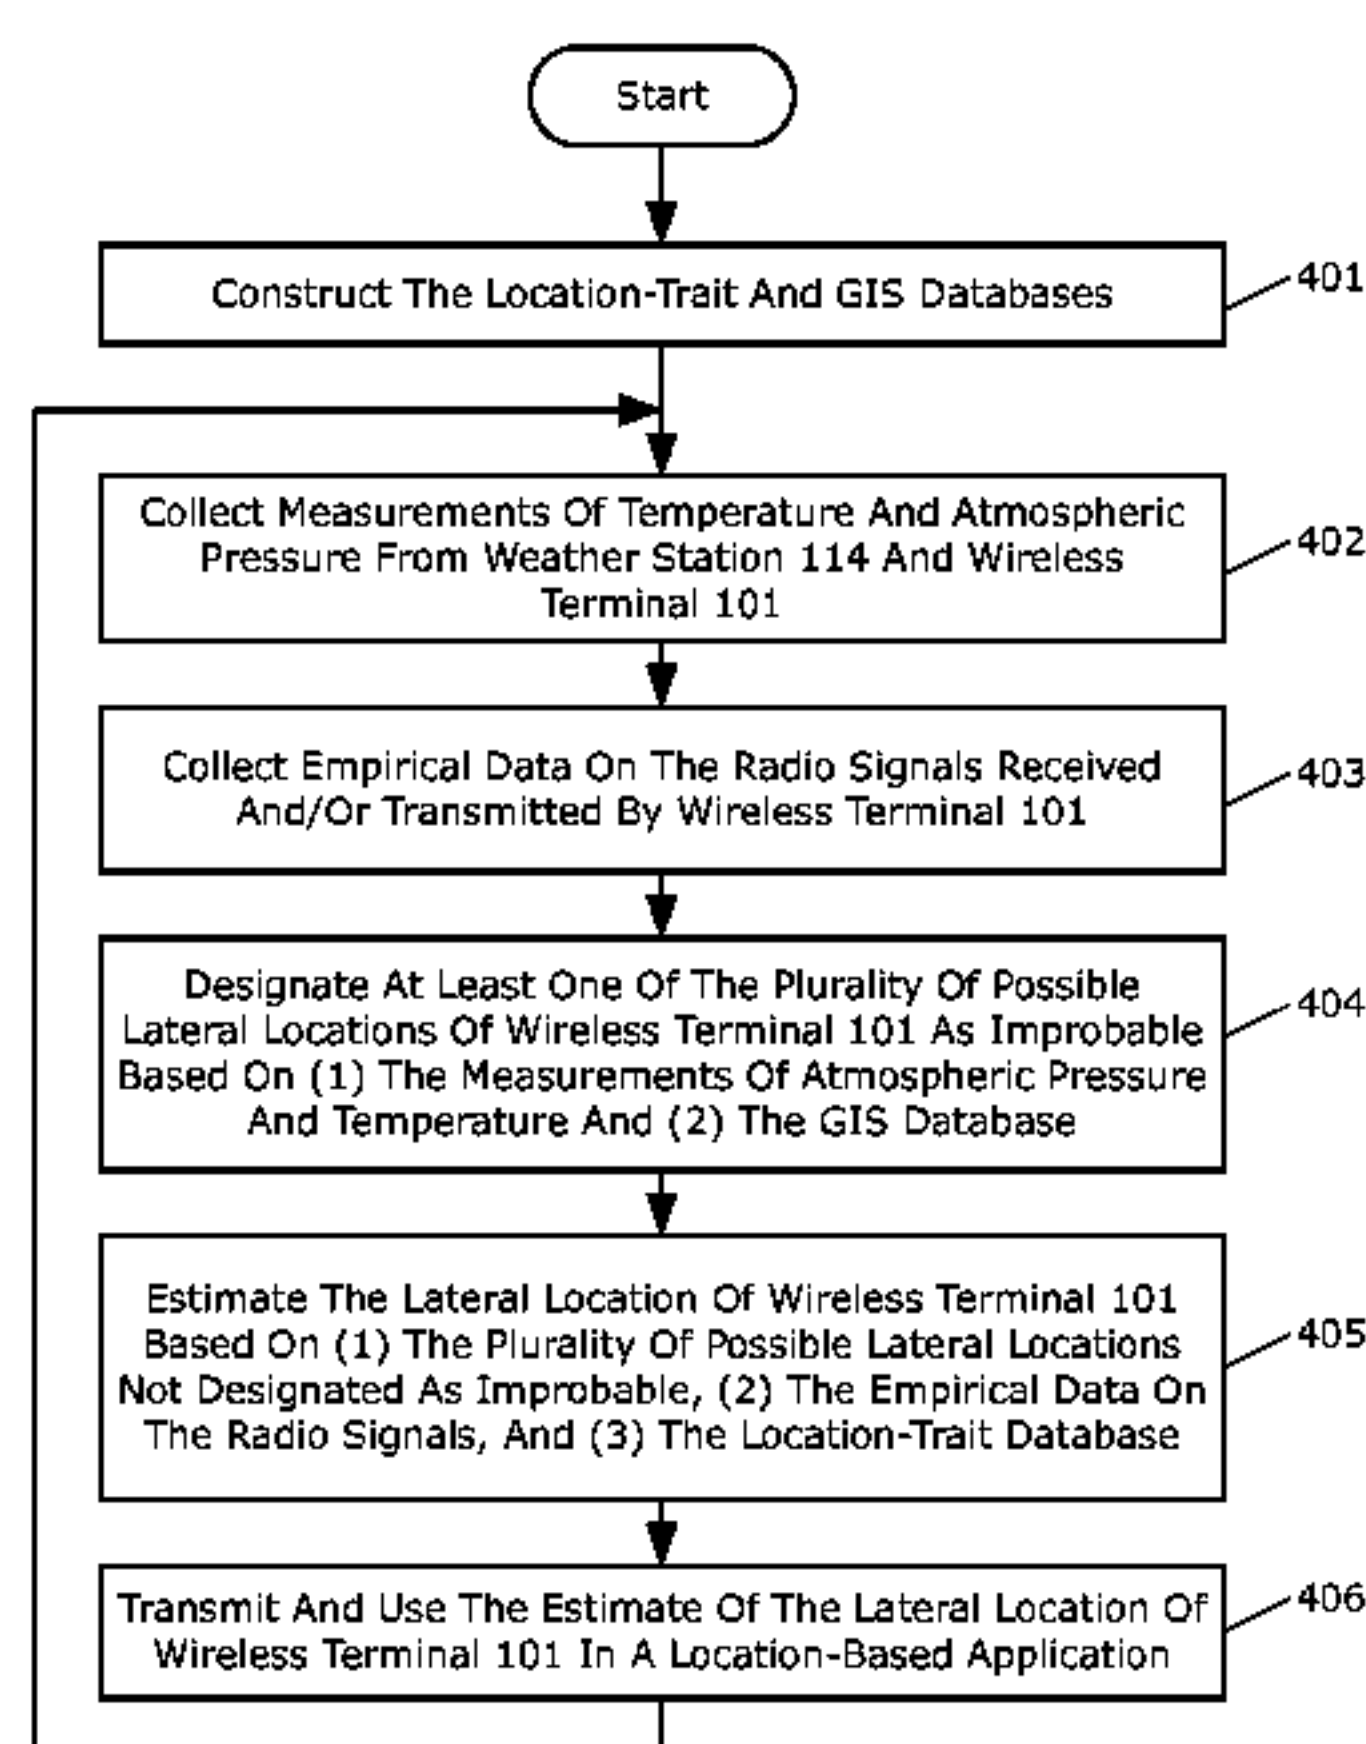 Start
Construct The Location-Trait And GIS Databases
401
Collect Measurements Of Temperature And Atmospheric
Pressure From Weather Station 114 And Wireless
Terminal 101
402
Collect Empirical Data On The Radio Signals Received
And/Or Transmitted By Wireless Terminal 101
403
Designate At Least One Of The Plurality Of Possible
Lateral Locations Of Wireless Terminal 101 As Improbable
Based On (1) The Measurements Of Atmospheric Pressure
And Temperature And (2) The GIS Database
404
Estimate The Lateral Location Of Wireless Terminal 101
Based On (1) The Plurality Of Possible Lateral Locations
Not Designated As Improbable, (2) The Empirical Data On
The Radio Signals, And (3) The Location-Trait Database
405
Transmit And Use The Estimate Of The Lateral Location Of
Wireless Terminal 101 In A Location-Based Application
406